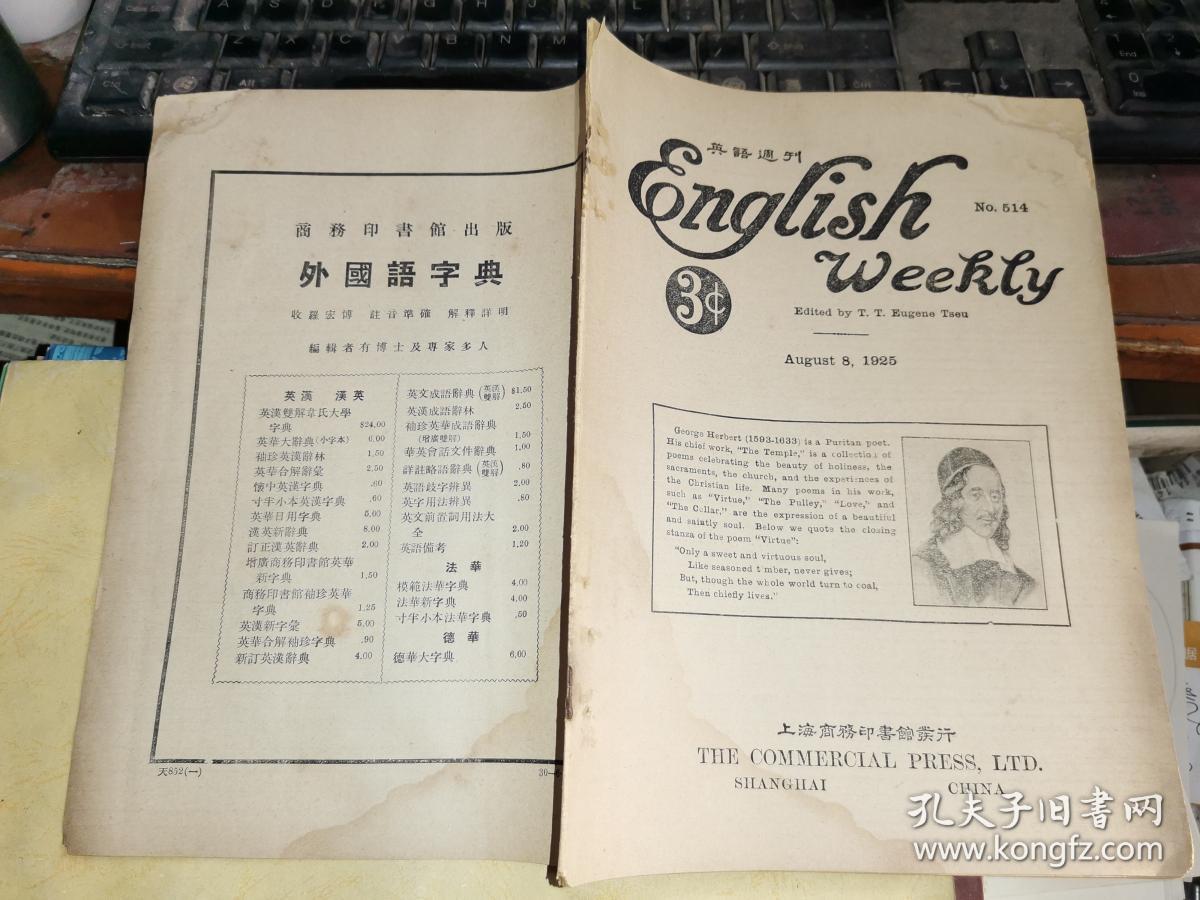 商務印書館出版
外國語字典
收羅宏博 註音準確 解釋詳明
編輯者有博士及專家多人
英漢 漢英
英漢雙解韋氏大學
字典 $24.00
英華大辭典(小字本) 6.00
袖珍英漢辭林 1.50
英華合解辭彙 2.50
懷中英漢字典 .60
寸半小本英漢字典 .60
英華日用字典 5.00
漢英新辭典 8.00
訂正漢英辭典 2.00
增廣商務印書館英華
新字典 1.50
商務印書館袖珍英華
字典 1.25
英漢新字彙 5.00
英華合解袖珍字典 .90
新訂英漢辭典 4.00
英文成語辭典(英漢雙解) $1.50
英漢成語辭林 2.50
袖珍英華成語辭典
(增廣雙解) 1.50
華英會話文件辭典 1.00
詳註略語辭典(英漢雙解) .80
英語歧字辨異 2.00
英字用法辨異 .80
英文前置詞用法大
全 2.00
英語備考 1.20
法華
模範法華字典 4.00
法華新字典 4.00
寸半小本法華字典 .50
德華
德華大字典 6.00
天852(一)
英語週刊
English
Weekly
No. 514
3¢
Edited by T. T. Eugene Tseu
August 8, 1925
George Herbert (1593-1633) is a Puritan poet.
His chief work, "The Temple," is a collection of
poems celebrating the beauty of holiness, the
sacraments, the church, and the experiences of
the Christian life. Many poems in his work,
such as "Virtue," "The Pulley," "Love," and
"The Collar," are the expression of a beautiful
and saintly soul. Below we quote the closing
stanza of the poem "Virtue":
"Only a sweet and virtuous soul,
Like seasoned timber, never gives;
But, though the whole world turn to coal,
Then chiefly lives."
上海商務印書館發行
THE COMMERCIAL PRESS, LTD.
SHANGHAI CHINA
孔夫子旧书网
www.kongfz.com